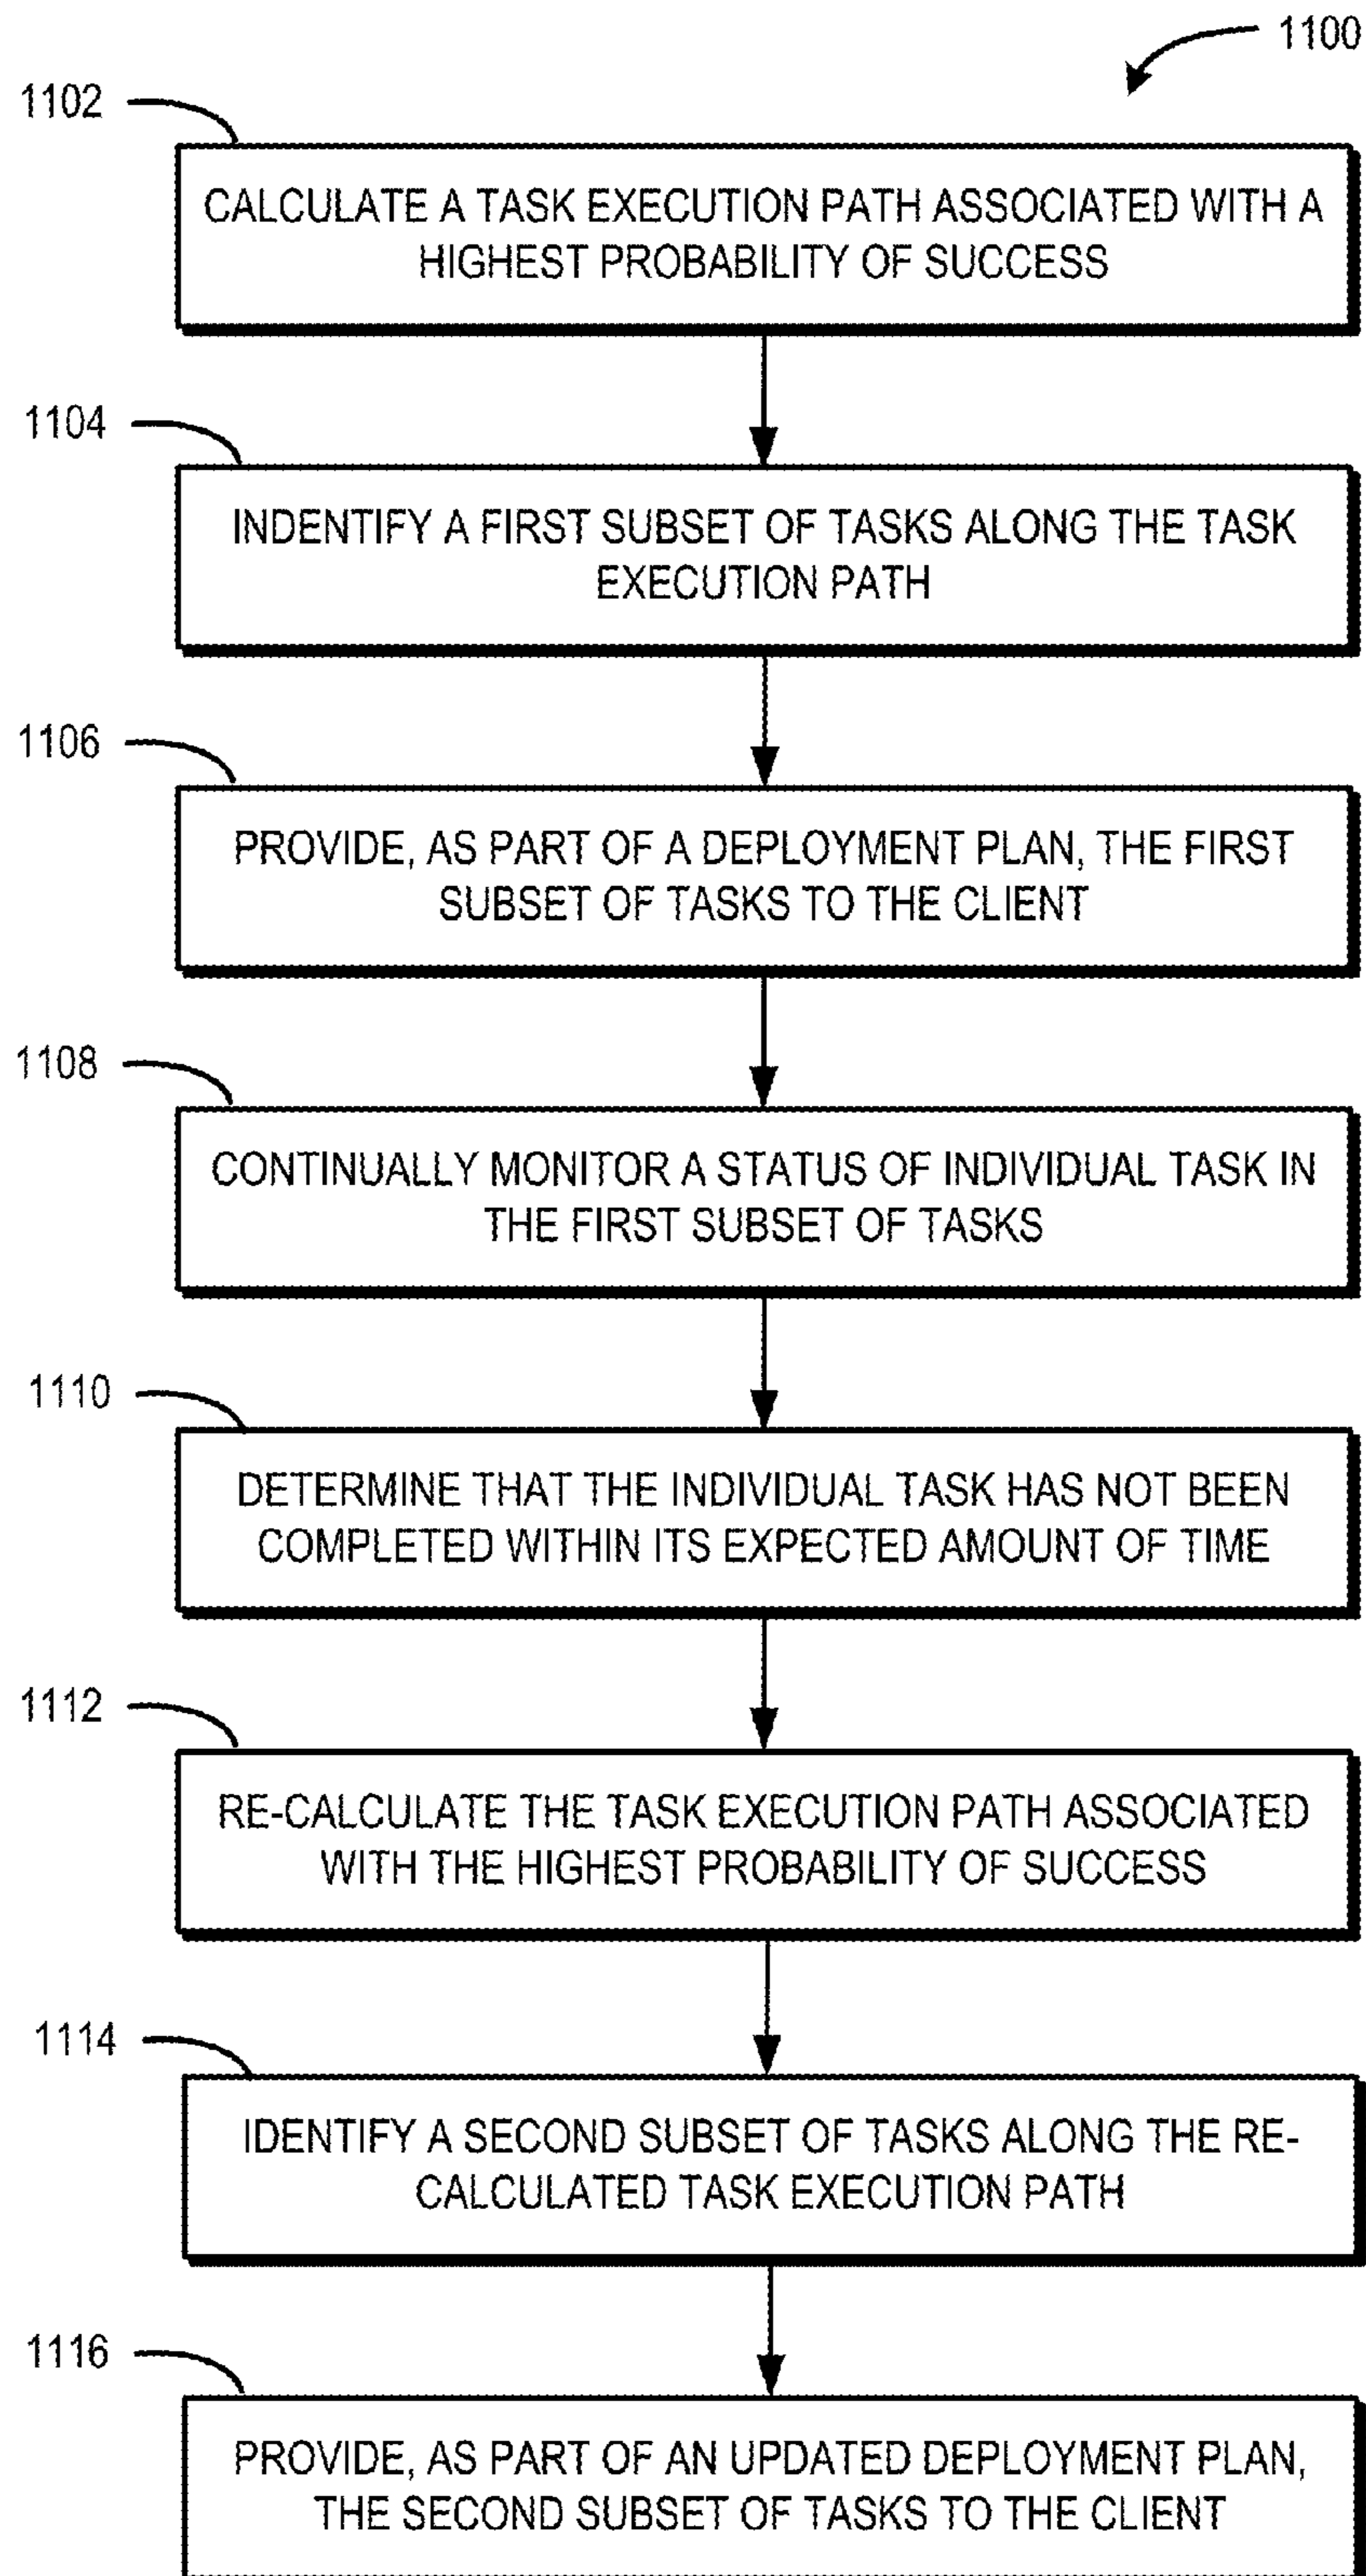 1100
1102
CALCULATE A TASK EXECUTION PATH ASSOCIATED WITH A
HIGHEST PROBABILITY OF SUCCESS
1104
INDENTIFY A FIRST SUBSET OF TASKS ALONG THE TASK
EXECUTION PATH
1106
PROVIDE, AS PART OF A DEPLOYMENT PLAN, THE FIRST
SUBSET OF TASKS TO THE CLIENT
1108
CONTINUALLY MONITOR A STATUS OF INDIVIDUAL TASK IN
THE FIRST SUBSET OF TASKS
1110
DETERMINE THAT THE INDIVIDUAL TASK HAS NOT BEEN
COMPLETED WITHIN ITS EXPECTED AMOUNT OF TIME
1112
RE-CALCULATE THE TASK EXECUTION PATH ASSOCIATED
WITH THE HIGHEST PROBABILITY OF SUCCESS
1114
IDENTIFY A SECOND SUBSET OF TASKS ALONG THE RE-
CALCULATED TASK EXECUTION PATH
1116
PROVIDE, AS PART OF AN UPDATED DEPLOYMENT PLAN,
THE SECOND SUBSET OF TASKS TO THE CLIENT